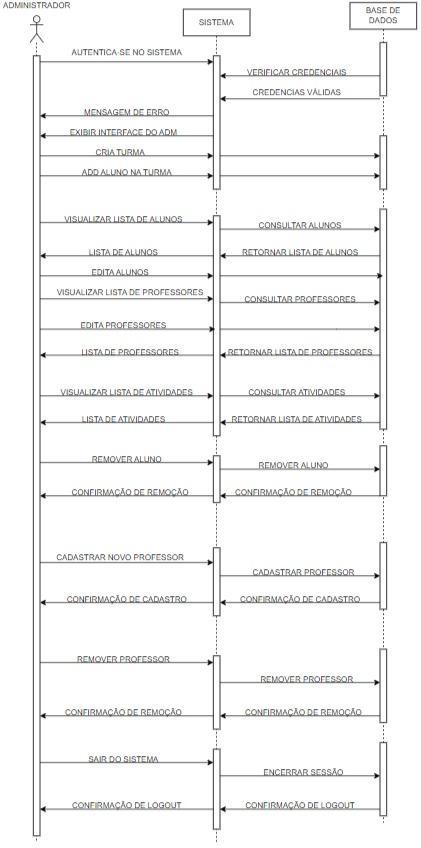 ADMINISTRADOR
SISTEMA
BASE DE
DADOS
AUTENTICA-SE NO SISTEMA
VERIFICAR CREDENCIAIS
CREDENCIAS VÁLIDAS
MENSAGEM DE ERRO
EXIBIR INTERFACE DO ADM
CRIA TURMA
ADD ALUNO NA TURMA
VISUALIZAR LISTA DE ALUNOS
CONSULTAR ALUNOS
LISTA DE ALUNOS
RETORNAR LISTA DE ALUNOS
EDITA ALUNOS
VISUALIZAR LISTA DE PROFESSORES
CONSULTAR PROFESSORES
EDITA PROFESSORES
LISTA DE PROFESSORES
RETORNAR LISTA DE PROFESSORES
VISUALIZAR LISTA DE ATIVIDADES
CONSULTAR ATIVIDADES
LISTA DE ATIVIDADES
RETORNAR LISTA DE ATIVIDADES
REMOVER ALUNO
REMOVER ALUNO
CONFIRMAÇÃO DE REMOÇÃO
CONFIRMAÇÃO DE REMOÇÃO
CADASTRAR NOVO PROFESSOR
CADASTRAR PROFESSOR
CONFIRMAÇÃO DE CADASTRO
CONFIRMAÇÃO DE CADASTRO
REMOVER PROFESSOR
REMOVER PROFESSOR
CONFIRMAÇÃO DE REMOÇÃO
CONFIRMAÇÃO DE REMOÇÃO
SAIR DO SISTEMA
ENCERRAR SESSÃO
CONFIRMAÇÃO DE LOGOUT
CONFIRMAÇÃO DE LOGOUT